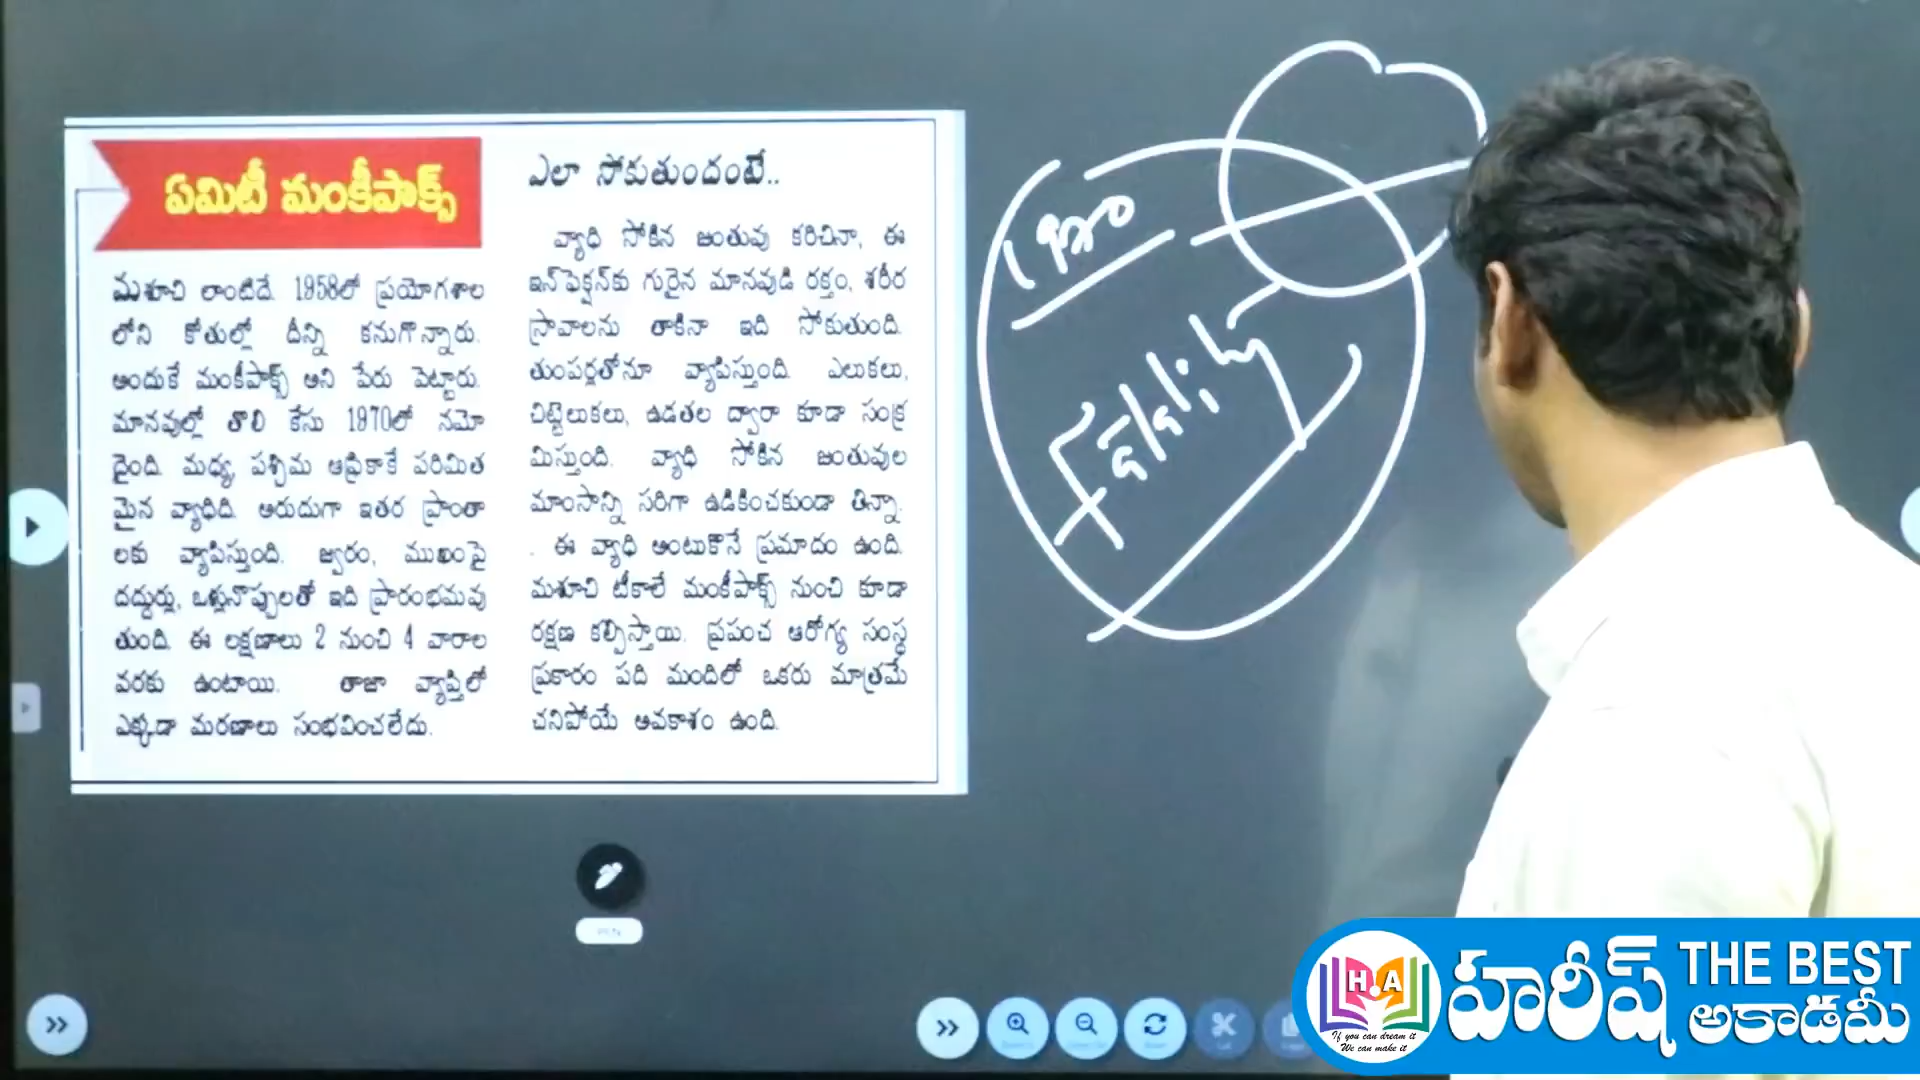 ఏమిటీ మంకీపాక్స్
మశూచి లాంటిదే. 1958లో ప్రయోగశాల
లోని కోతుల్లో దీన్ని కనుగొన్నారు.
అందుకే మంకీపాక్స్ అని పేరు పెట్టారు.
మానవుల్లో తొలి కేసు 1970లో నమో
దైంది. మధ్య, పశ్చిమ ఆఫ్రికాకే పరిమిత
మైన వ్యాధిది. అరుదుగా ఇతర ప్రాంతా
లకు వ్యాపిస్తుంది. జ్వరం, ముఖంపై
దద్దుర్లు, ఒళ్లునొప్పులతో ఇది ప్రారంభమవు
తుంది. ఈ లక్షణాలు 2 నుంచి 4 వారాల
వరకు ఉంటాయి. తాజా వ్యాప్తిలో
ఎక్కడా మరణాలు సంభవించలేదు.
ఎలా సోకుతుందంటే..
వ్యాధి సోకిన జంతువు కరిచినా, ఈ
ఇన్‌ఫెక్షన్‌కు గురైన మానవుడి రక్తం, శరీర
స్రావాలను తాకినా ఇది సోకుతుంది.
తుంపర్లతోనూ వ్యాపిస్తుంది. ఎలుకలు,
చిట్టెలుకలు, ఉడతల ద్వారా కూడా సంక్ర
మిస్తుంది. వ్యాధి సోకిన జంతువుల
మాంసాన్ని సరిగా ఉడికించకుండా తిన్నా.
. ఈ వ్యాధి అంటుకొనే ప్రమాదం ఉంది.
మశూచి టీకాలే మంకీపాక్స్ నుంచి కూడా
రక్షణ కల్పిస్తాయి. ప్రపంచ ఆరోగ్య సంస్థ
ప్రకారం పది మందిలో ఒకరు మాత్రమే
చనిపోయే అవకాశం ఉంది.
Fatality
H.A
If you can dream it
We can make it
హరీష్
THE BEST
అకాడమీ